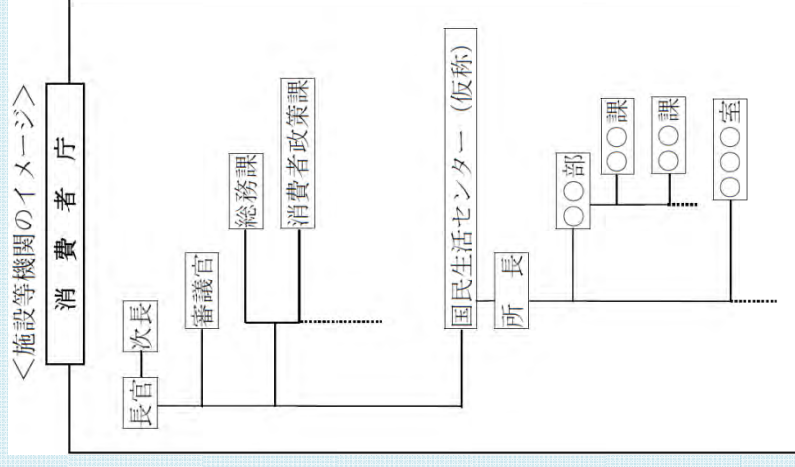 ＜施設等機関のイメージ＞
消費者庁
長官
次長
審議官
総務課
消費者政策課
国民生活センター（仮称）
所長
○○部
○○課
○○課
○○○室